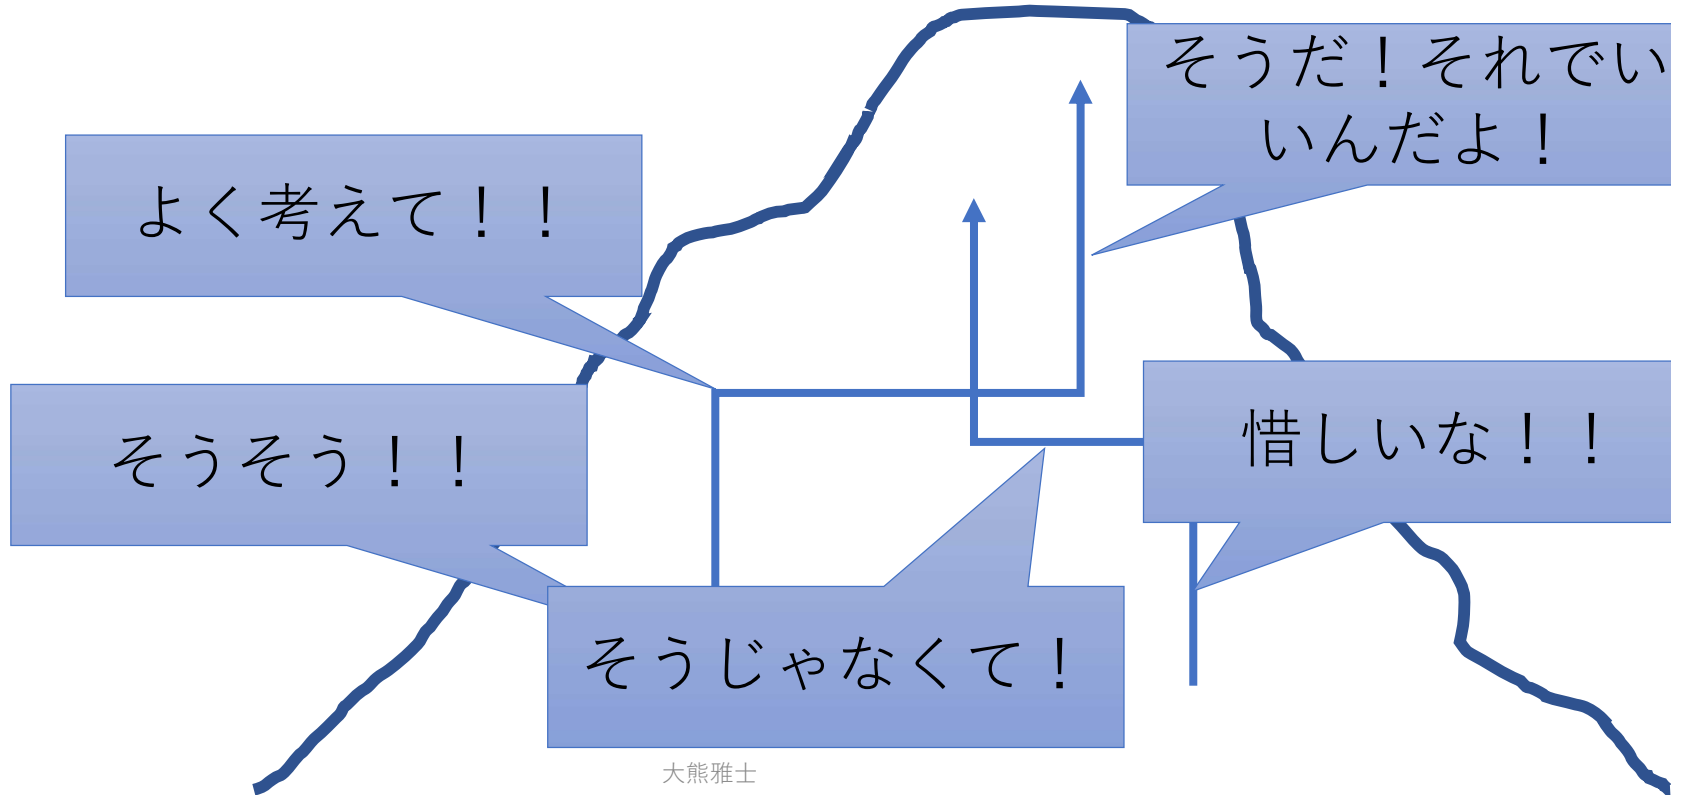 そうだ！それでい
いんだよ！
よく考えて！！
惜しいな！！
そうそう！！
そうじゃなくて！
大熊雅士